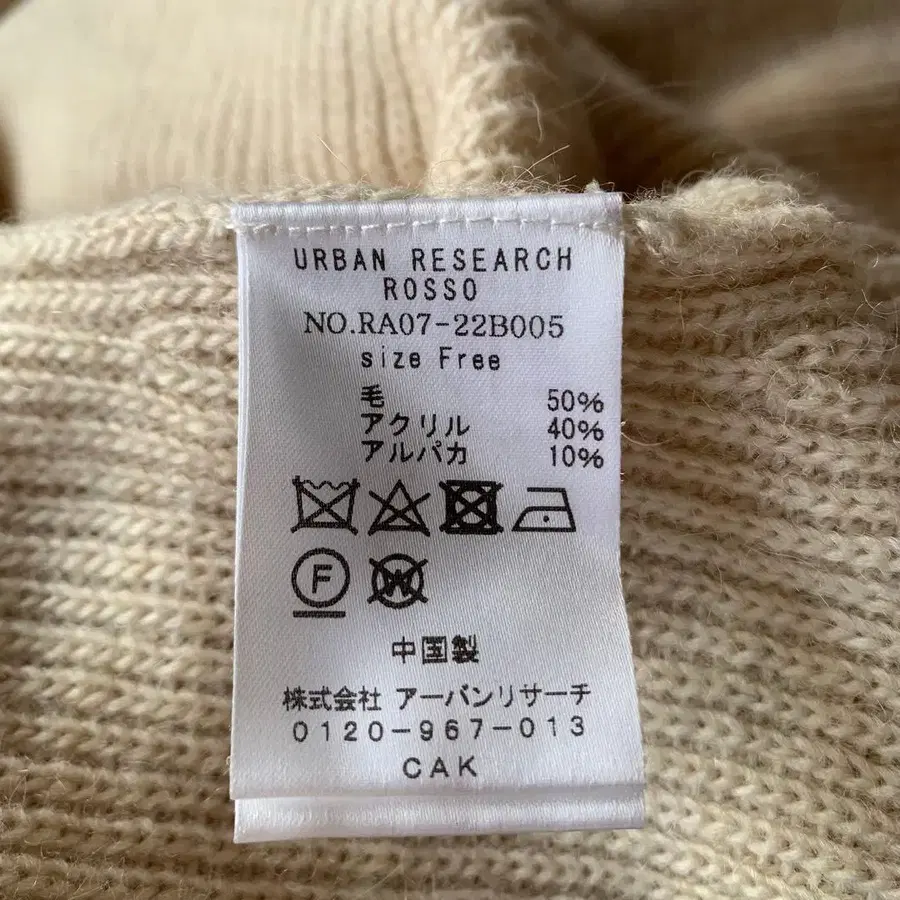 URBAN RESEARCH
ROSSO
NO.RA07-22B005
size Free
毛 50%
アクリル 40%
アルパカ 10%
F W
中国製
株式会社 アーバンリサーチ
0120-967-013
CAK